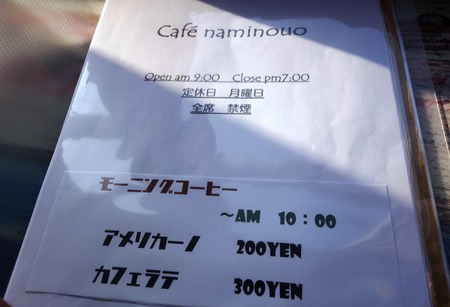 Café naminouo
Open am 9:00 Close pm7:00
定休日 月曜日
全席 禁煙
モーニングコーヒー
～AM 10：00
アメリカーノ 200YEN
カフェラテ 300YEN